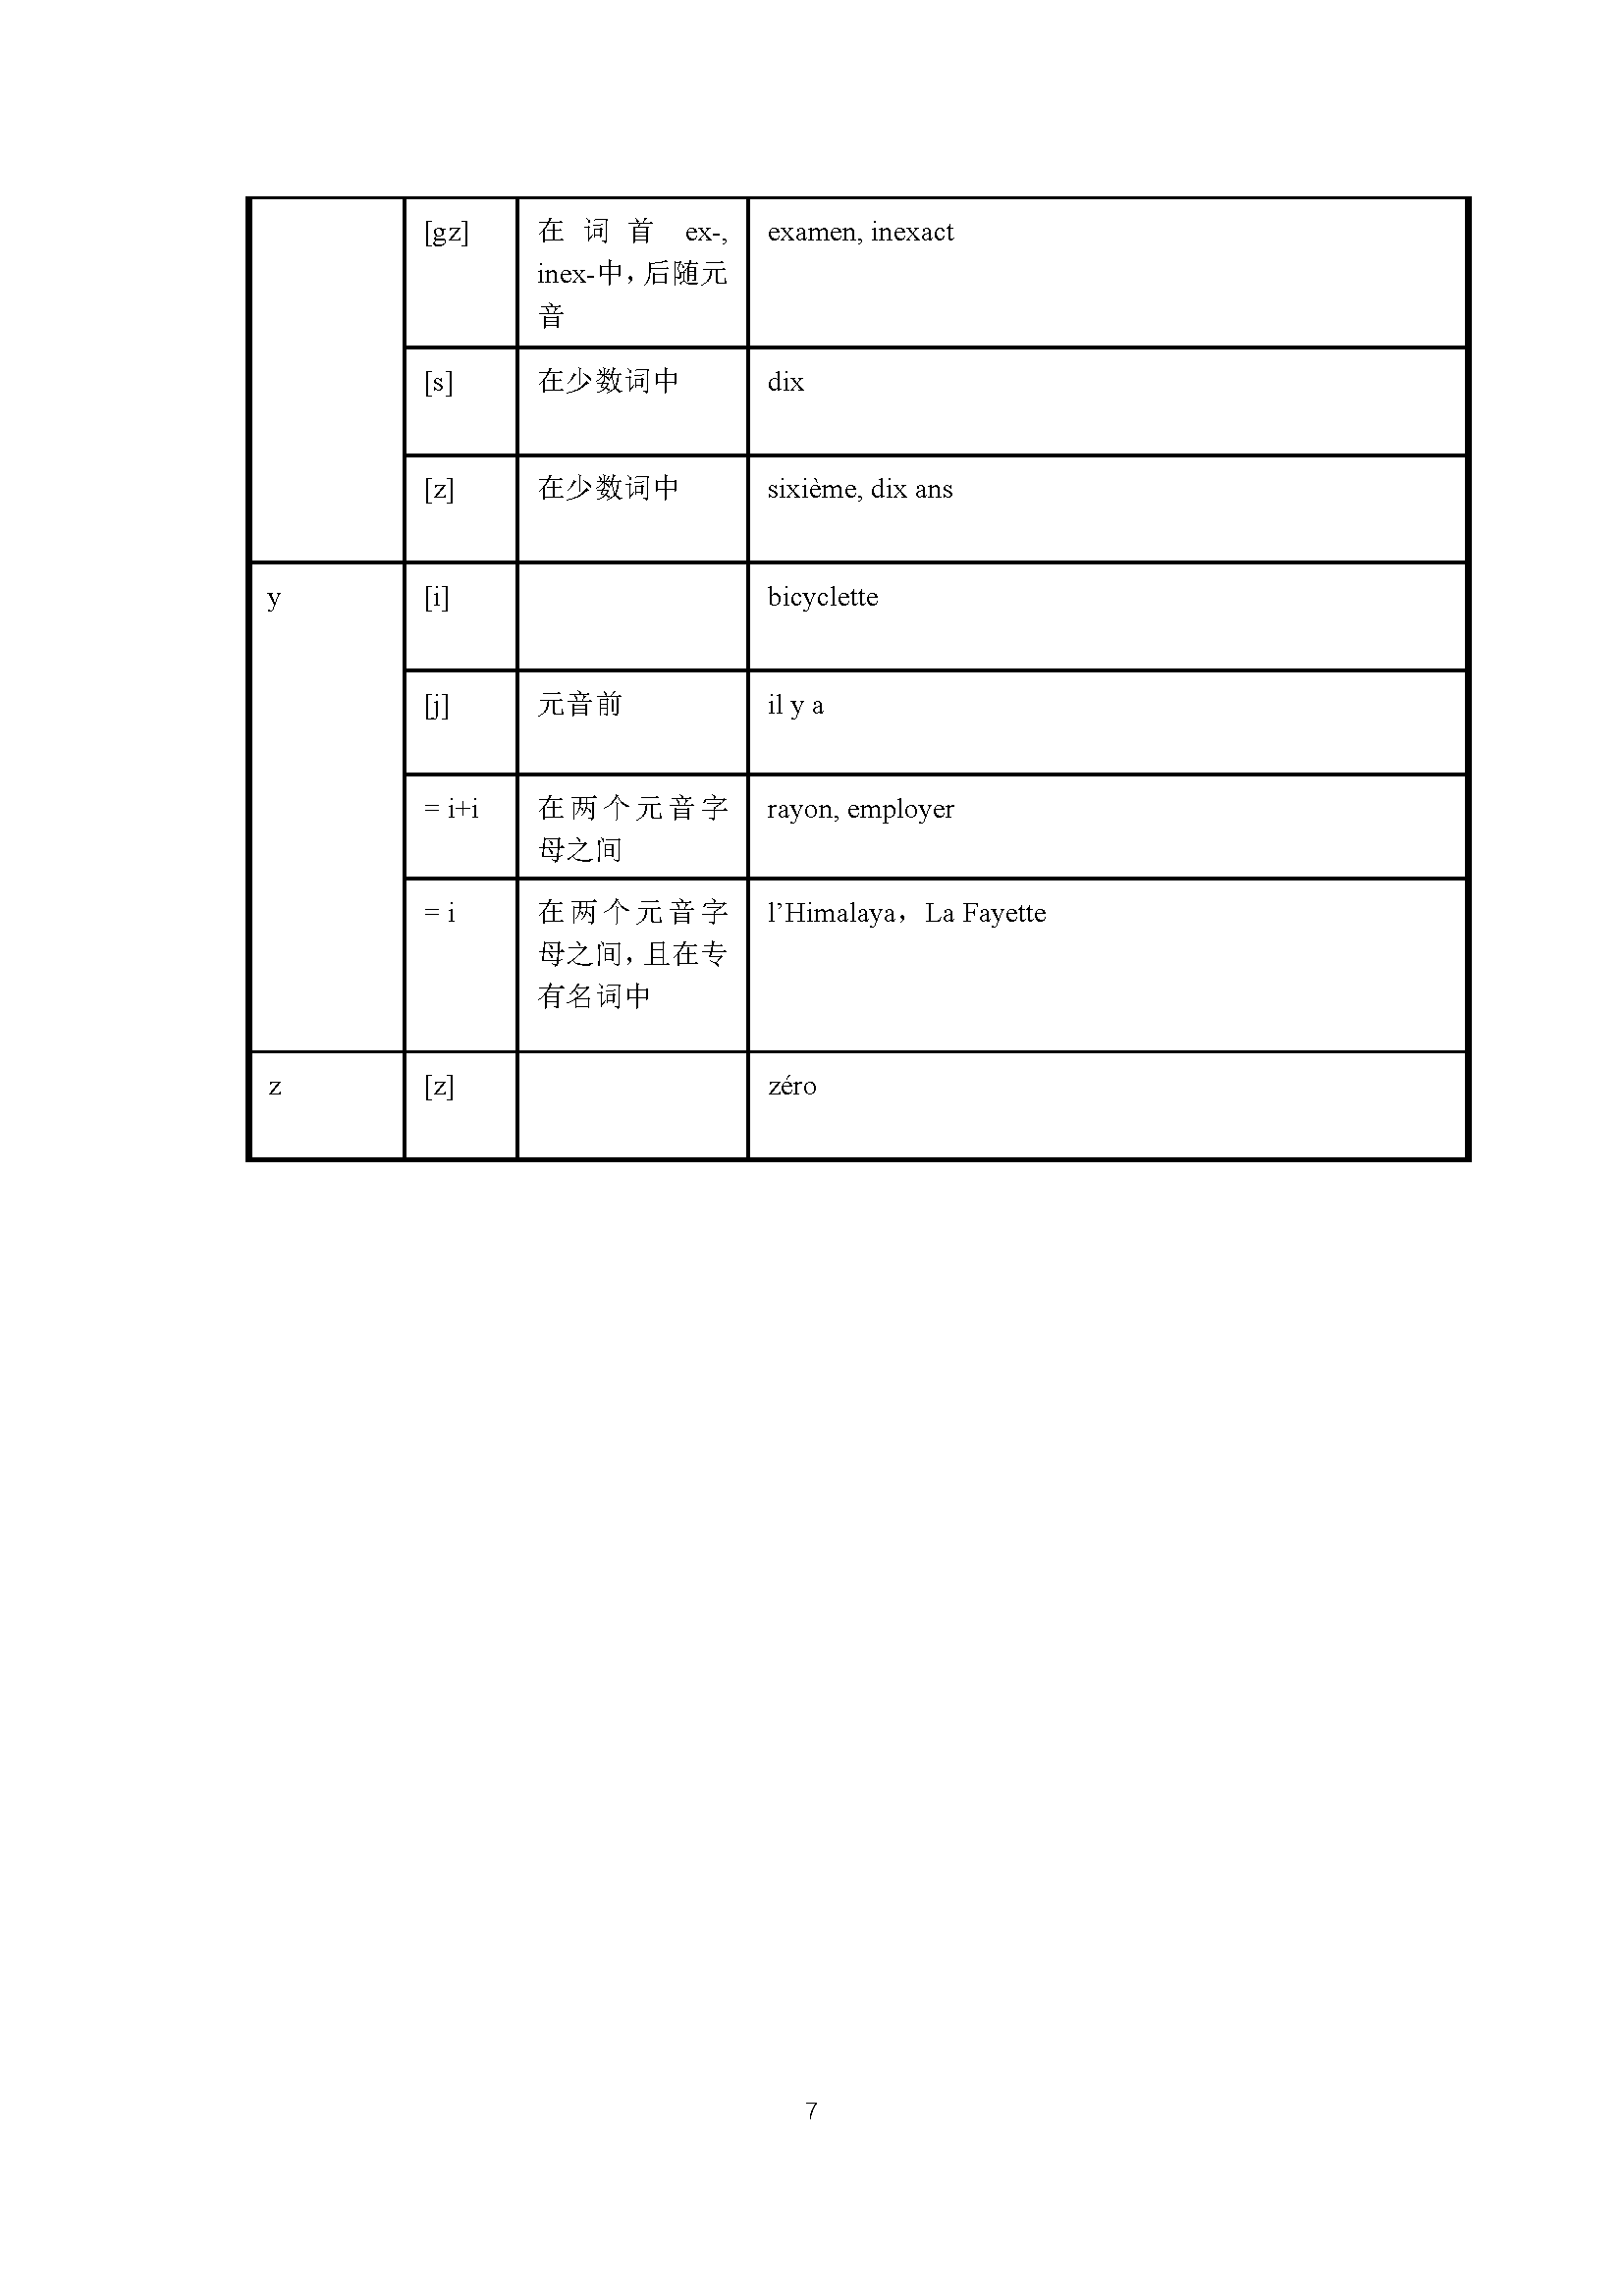 [gz] 在词首 ex-, examen, inexact
inex-中，后随元
音
[s] 在少数词中 dix
[z] 在少数词中 sixième, dix ans
y [i] bicyclette
[j] 元音前 il y a
= i+i 在两个元音字 rayon, employer
母之间
= i 在两个元音字 l’Himalaya，La Fayette
母之间，且在专
有名词中
z [z] zéro
7